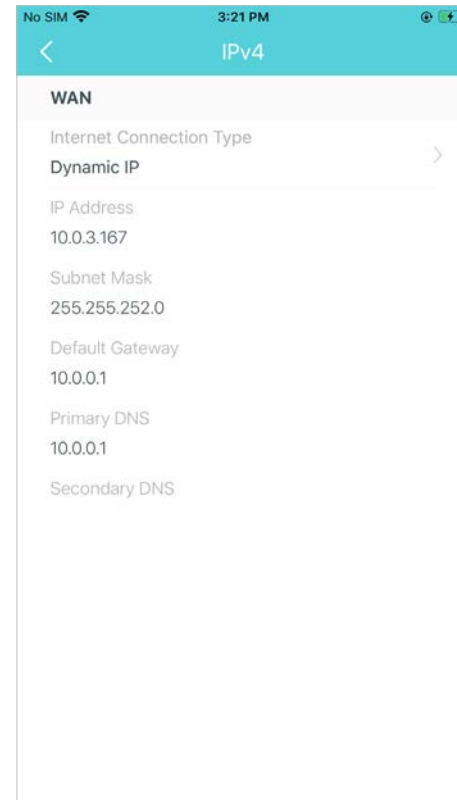 No SIM 3:21 PM
IPv4
WAN
Internet Connection Type
Dynamic IP
IP Address
10.0.3.167
Subnet Mask
255.255.252.0
Default Gateway
10.0.0.1
Primary DNS
10.0.0.1
Secondary DNS